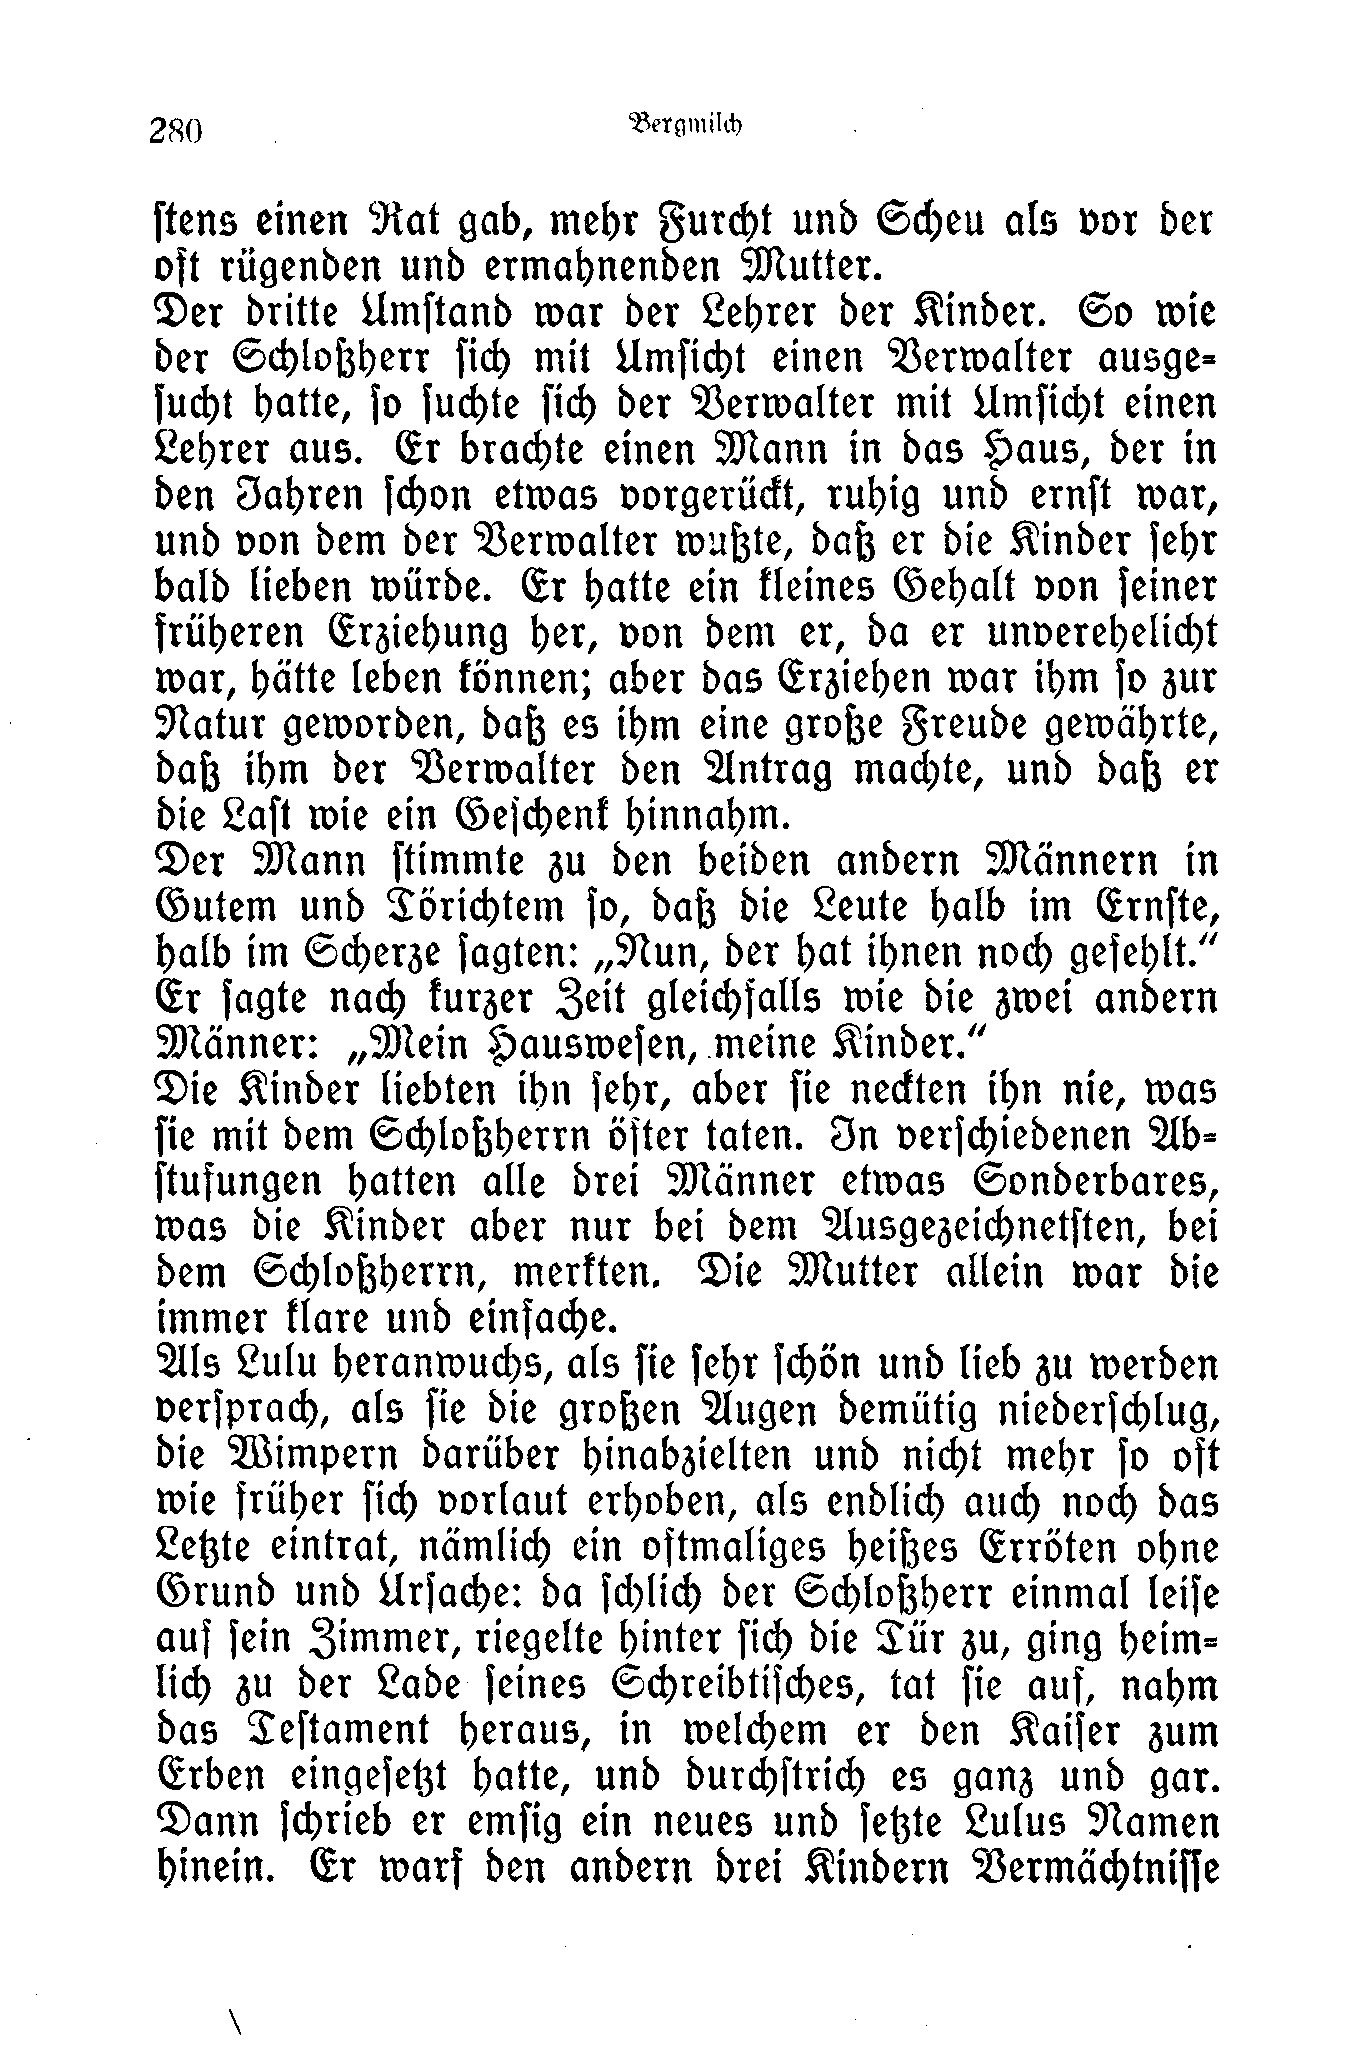 280
Bergmilch
ſtens einen Rat gab, mehr Furcht und Scheu als vor der
oft rügenden und ermahnenden Mutter.
Der dritte Umſtand war der Lehrer der Kinder. So wie
der Schloßherr ſich mit Umſicht einen Verwalter ausge-
ſucht hatte, ſo ſuchte ſich der Verwalter mit Umſicht einen
Lehrer aus. Er brachte einen Mann in das Haus, der in
den Jahren ſchon etwas vorgerückt, ruhig und ernſt war,
und von dem der Verwalter wußte, daß er die Kinder ſehr
bald lieben würde. Er hatte ein kleines Gehalt von ſeiner
früheren Erziehung her, von dem er, da er unverehelicht
war, hätte leben können; aber das Erziehen war ihm ſo zur
Natur geworden, daß es ihm eine große Freude gewährte,
daß ihm der Verwalter den Antrag machte, und daß er
die Laſt wie ein Geſchenk hinnahm.
Der Mann ſtimmte zu den beiden andern Männern in
Gutem und Törichtem ſo, daß die Leute halb im Ernſte,
halb im Scherze ſagten: „Nun, der hat ihnen noch gefehlt.“
Er ſagte nach kurzer Zeit gleichfalls wie die zwei andern
Männer: „Mein Hausweſen, meine Kinder.“
Die Kinder liebten ihn ſehr, aber ſie neckten ihn nie, was
ſie mit dem Schloßherrn öfter taten. In verſchiedenen Ab-
ſtufungen hatten alle drei Männer etwas Sonderbares,
was die Kinder aber nur bei dem Ausgezeichnetſten, bei
dem Schloßherrn, merkten. Die Mutter allein war die
immer klare und einfache.
Als Lulu heranwuchs, als ſie ſehr ſchön und lieb zu werden
verſprach, als ſie die großen Augen demütig niederſchlug,
die Wimpern darüber hinabzielten und nicht mehr ſo oft
wie früher ſich vorlaut erhoben, als endlich auch noch das
Letzte eintrat, nämlich ein oftmaliges heißes Erröten ohne
Grund und Urſache: da ſchlich der Schloßherr einmal leiſe
auf ſein Zimmer, riegelte hinter ſich die Tür zu, ging heim-
lich zu der Lade ſeines Schreibtiſches, tat ſie auf, nahm
das Teſtament heraus, in welchem er den Kaiſer zum
Erben eingeſetzt hatte, und durchſtrich es ganz und gar.
Dann ſchrieb er emſig ein neues und ſetzte Lulus Namen
hinein. Er warf den andern drei Kindern Vermächtniſſe